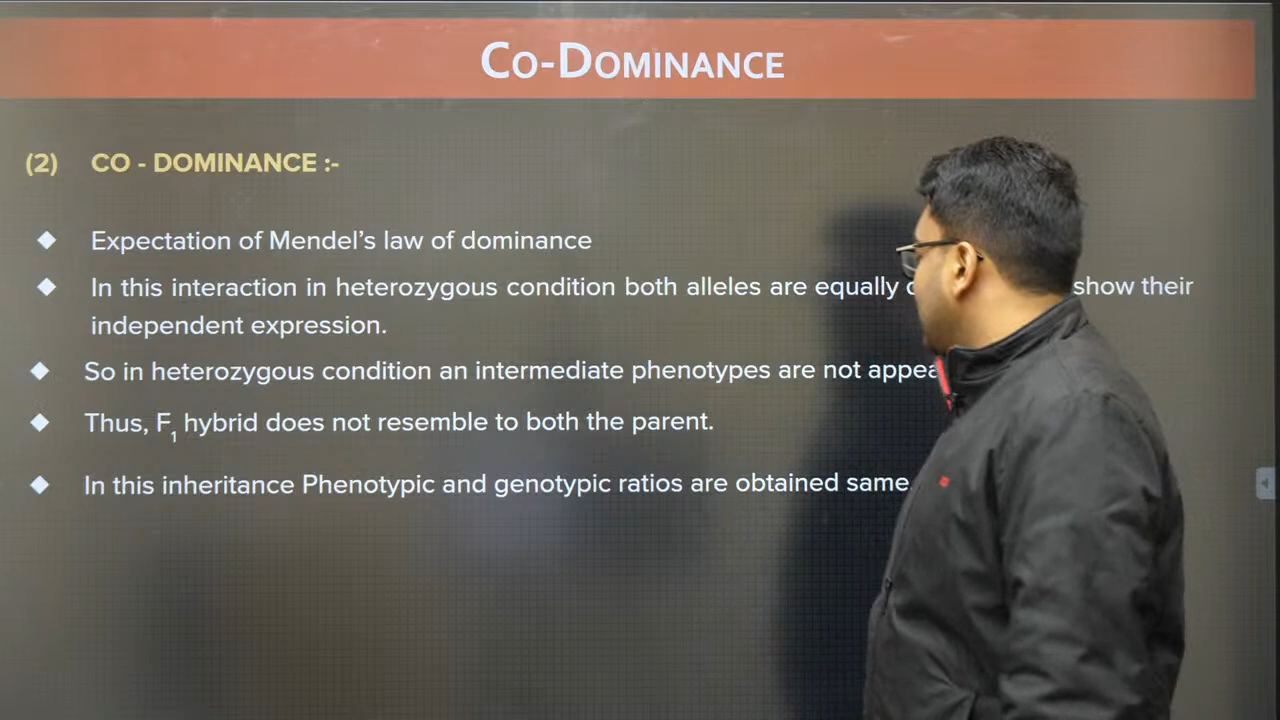 CO-DOMINANCE
(2) CO - DOMINANCE :-
◆ Expectation of Mendel's law of dominance
◆ In this interaction in heterozygous condition both alleles are equally show their
independent expression.
◆ So in heterozygous condition an intermediate phenotypes are not
◆ Thus, F₁ hybrid does not resemble to both the parent.
◆ In this inheritance Phenotypic and genotypic ratios are obtained same.